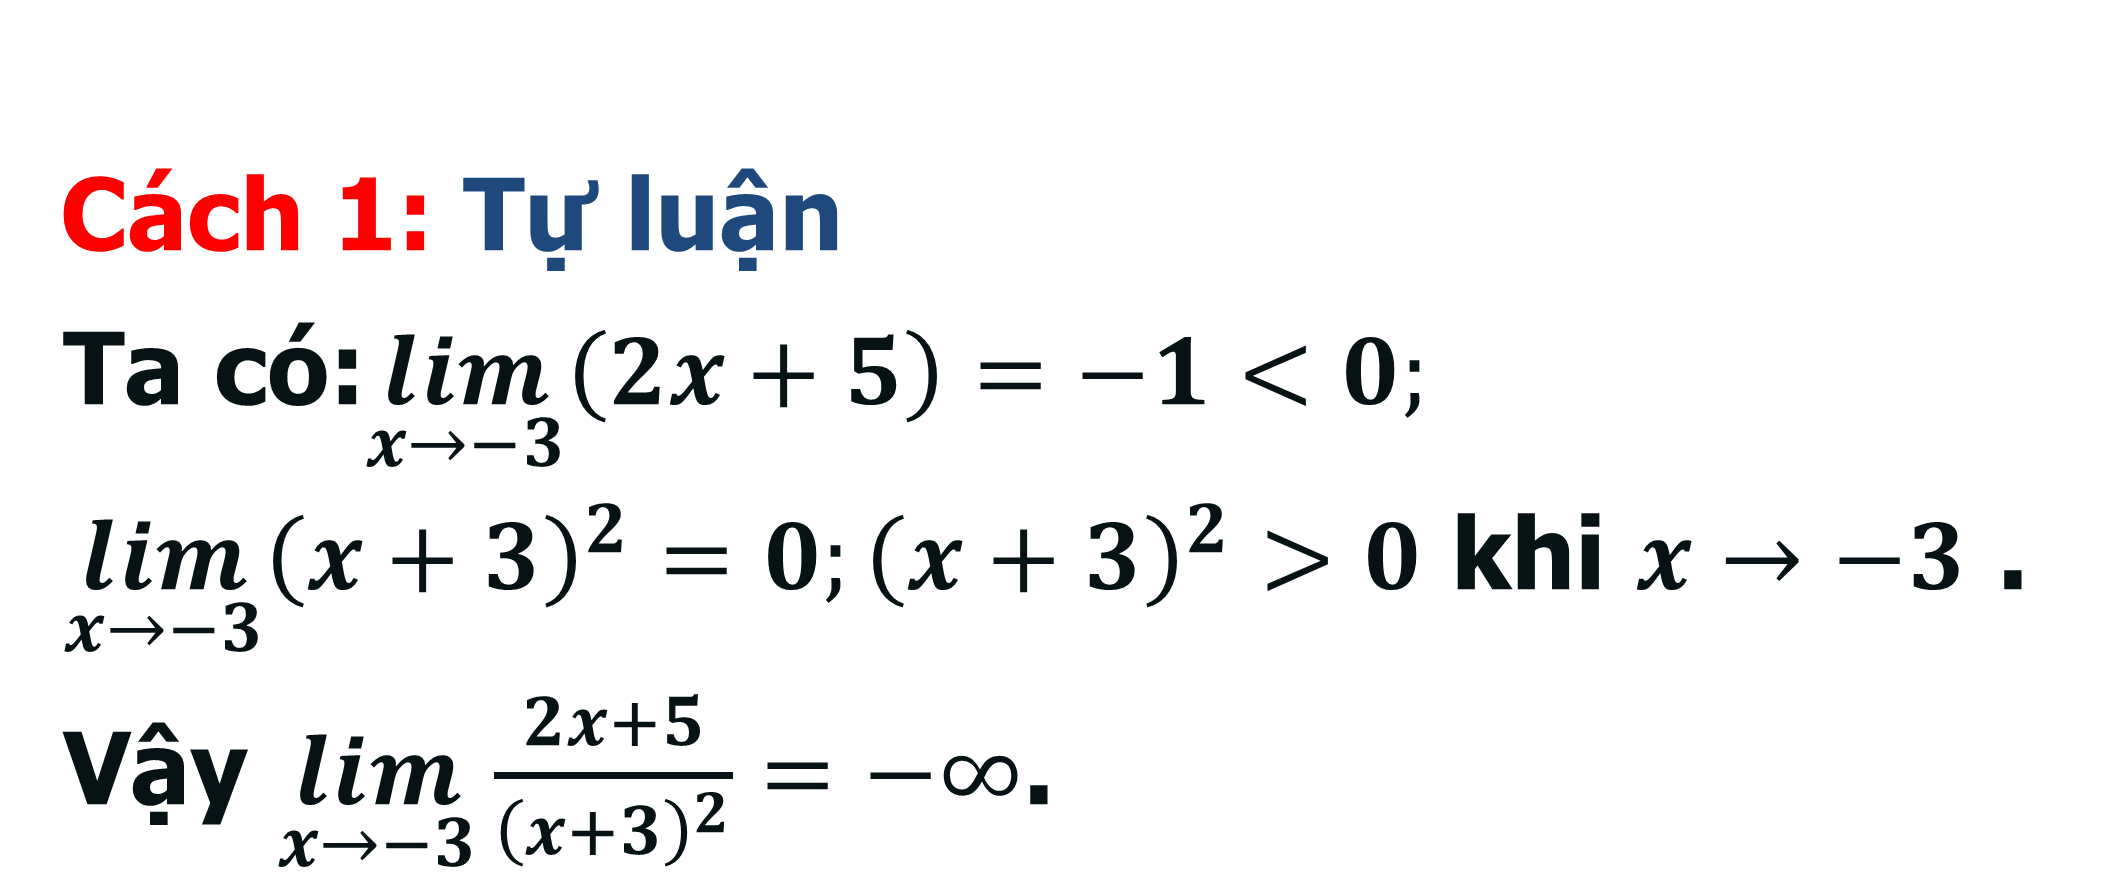 Cách 1: Tự luận
Ta có: lim_{x→−3} (2x + 5) = −1 < 0;
lim_{x→−3} (x + 3)² = 0; (x + 3)² > 0 khi x → −3 .
Vậy lim_{x→−3} \frac{2x+5}{(x+3)²} = −∞.